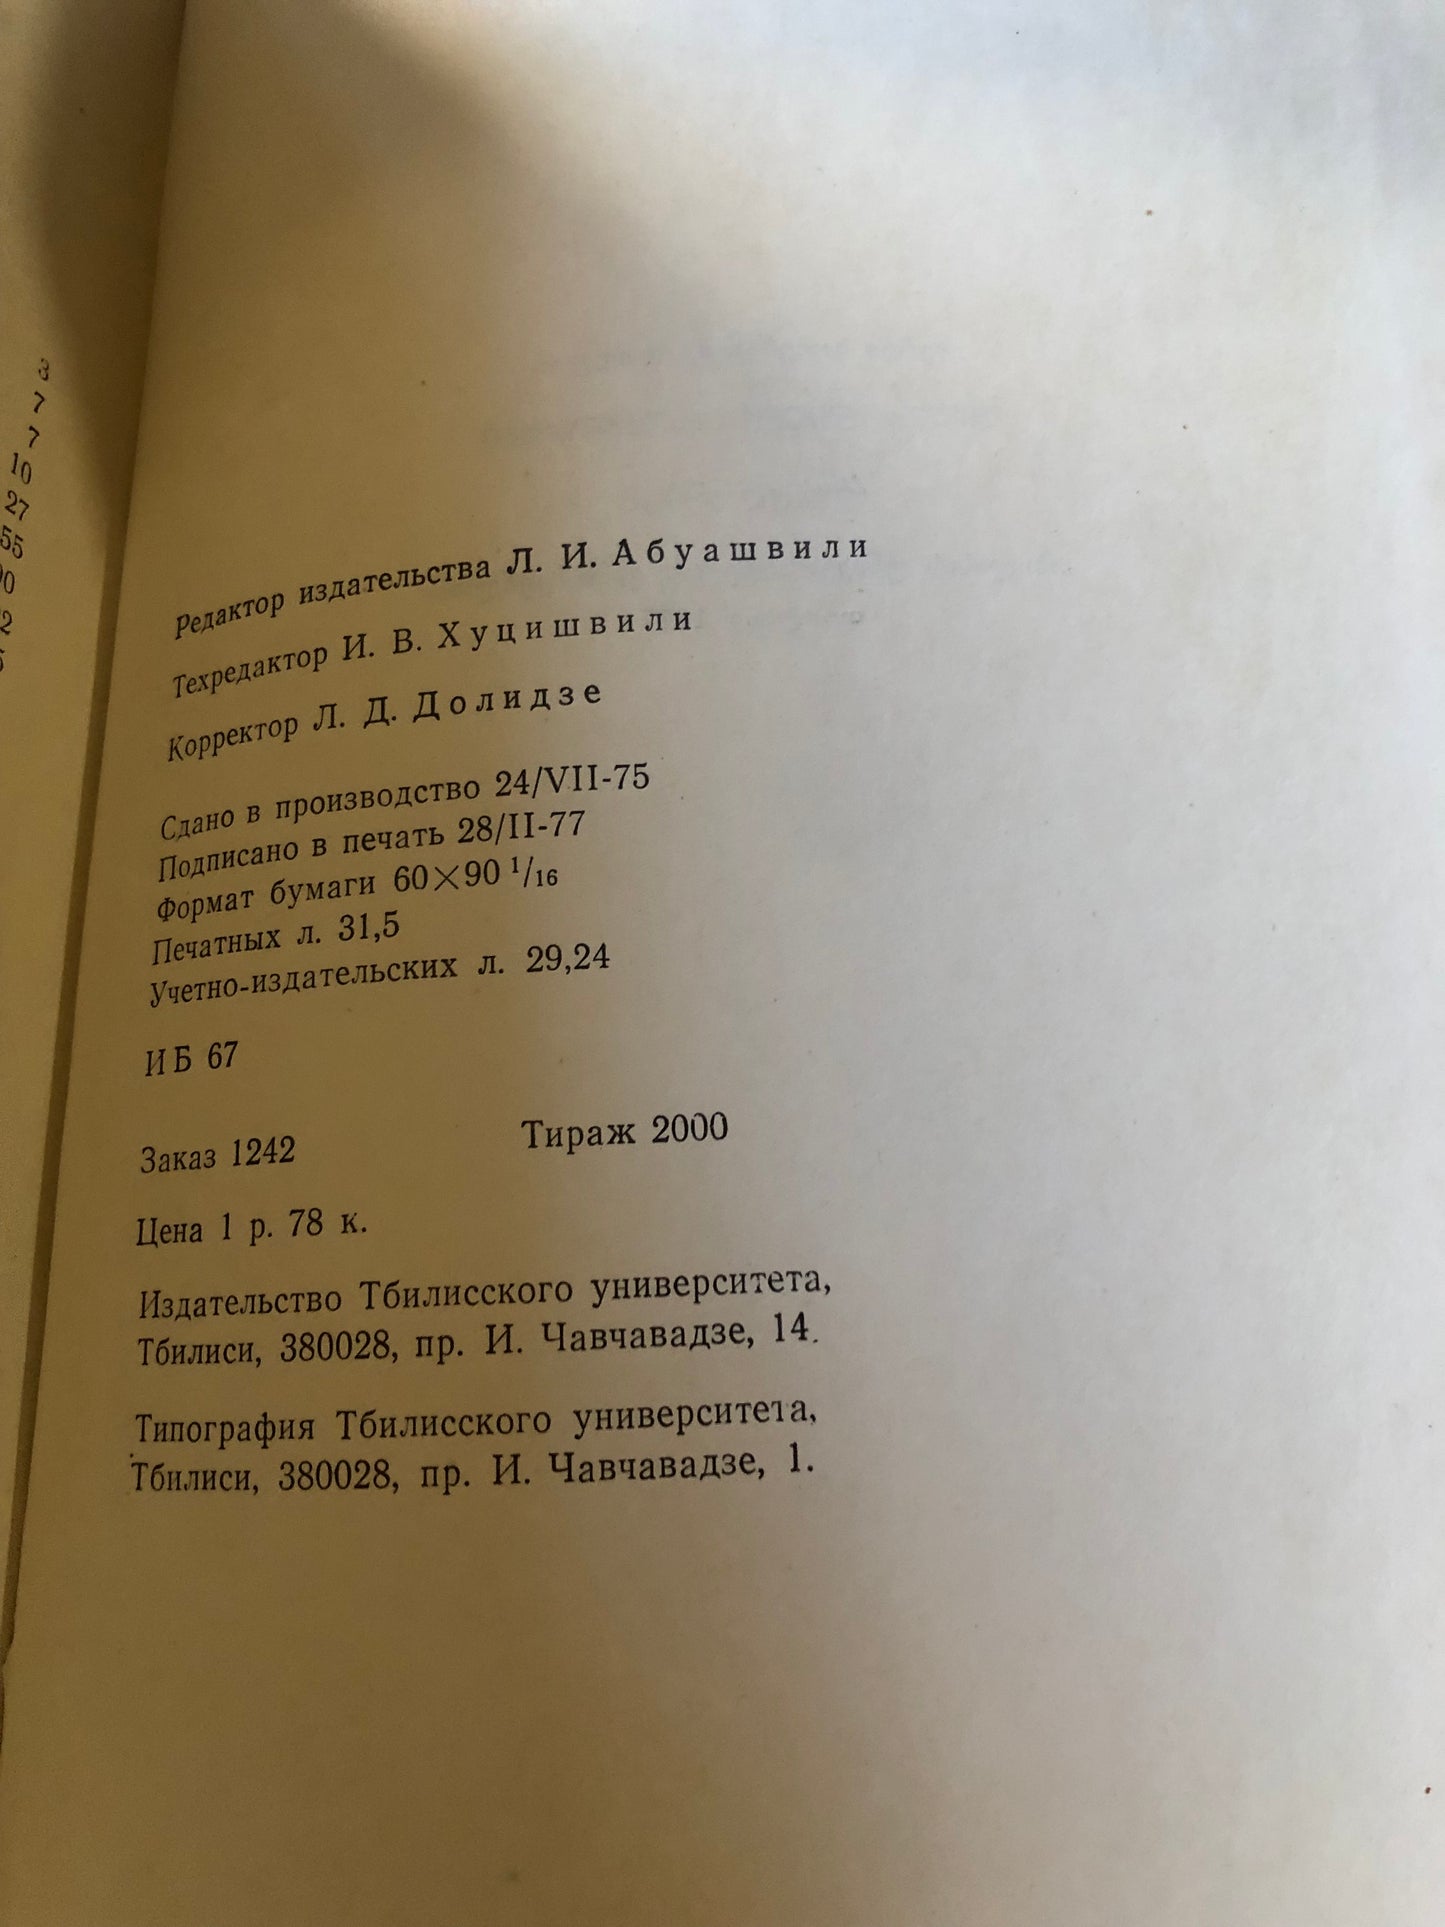 3
7
7
10
27
55
Редактор издательства Л. И. Абуашвили
Техредактор И. В. Хуцишвили
Корректор Л. Д. Долидзе
Сдано в производство 24/VII-75
Подписано в печать 28/II-77
Формат бумаги 60×90 ¹/₁₆
Печатных л. 31,5
Учетно-издательских л. 29,24
ИБ 67
Заказ 1242 Тираж 2000
Цена 1 р. 78 к.
Издательство Тбилисского университета,
Тбилиси, 380028, пр. И. Чавчавадзе, 14.
Типография Тбилисского университета,
Тбилиси, 380028, пр. И. Чавчавадзе, 1.